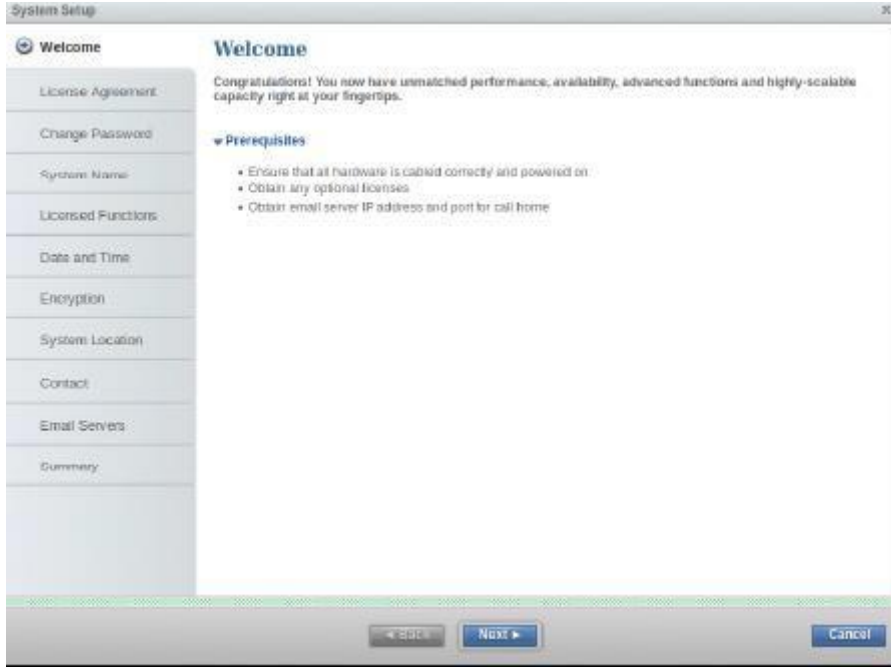 System Setup
Welcome
License Agreement
Change Password
System Name
Licensed Functions
Date and Time
Encryption
System Location
Contact
Email Servers
Summary
Welcome
Congratulations! You now have unmatched performance, availability, advanced functions and highly-scalable
capacity right at your fingertips.
Prerequisites
• Ensure that all hardware is cabled correctly and powered on
• Obtain any optional licenses
• Obtain email server IP address and port for call home
◄ Back
Next ►
Cancel